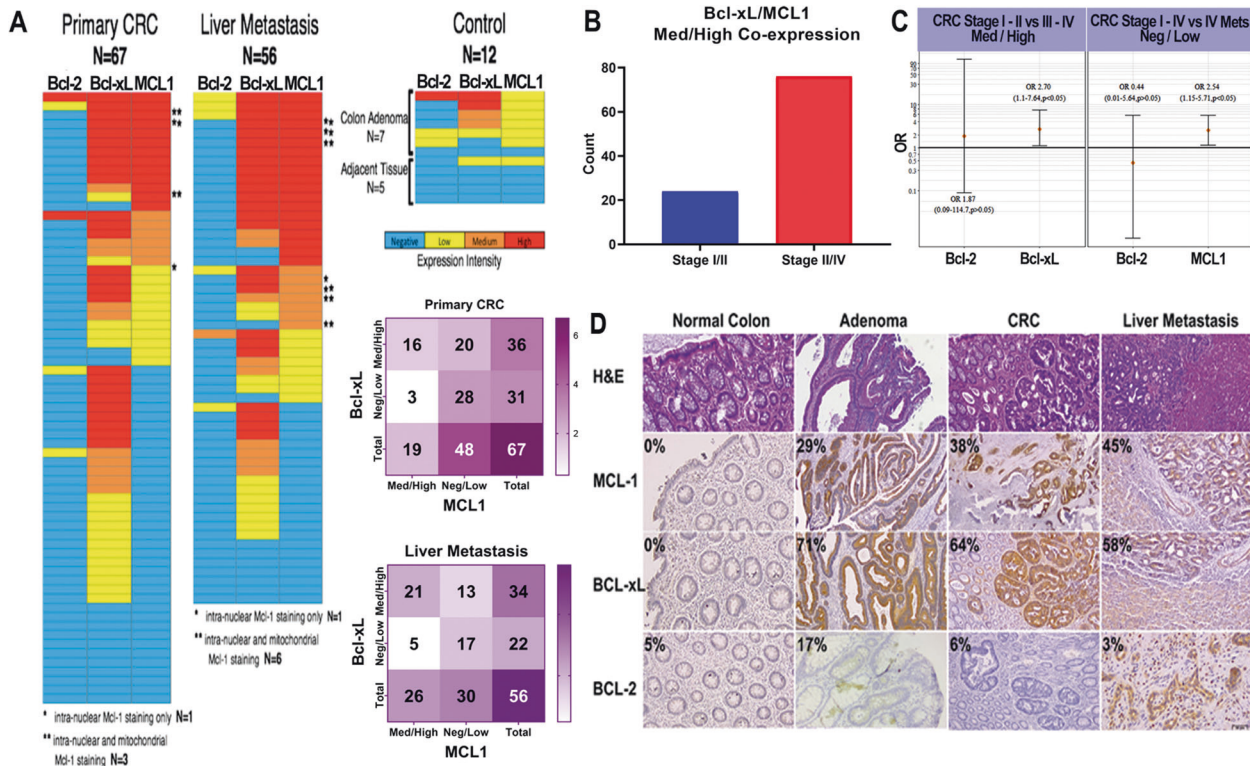 A
Primary CRC
N=67
Bcl-2 Bcl-xL MCL1
**
**
**
*
* intra-nuclear Mcl-1 staining only N=1
** intra-nuclear and mitochondrial
Mcl-1 staining N=3
Liver Metastasis
N=56
Bcl-2 Bcl-xL MCL1
**
**
**
*
**
**
**
* intra-nuclear Mcl-1 staining only N=1
** intra-nuclear and mitochondrial
Mcl-1 staining N=6
Control
N=12
Bcl-2 Bcl-xL MCL1
Colon Adenoma
N=7
Adjacent Tissue
N=5
Negative Low Medium High
Expression Intensity
Primary CRC
Bcl-xL
Med/High 16 20 36
Neg/Low 3 28 31
Total 19 48 67
Med/High Neg/Low Total
MCL1
6
4
2
Liver Metastasis
Bcl-xL
Med/High 21 13 34
Neg/Low 5 17 22
Total 26 30 56
Med/High Neg/Low Total
MCL1
B
Bcl-xL/MCL1
Med/High Co-expression
Count
80
60
40
20
0
Stage I/II Stage II/IV
C
CRC Stage I - II vs III - IV
Med / High
CRC Stage I - IV vs IV Mets
Neg / Low
OR
OR 1.87
(0.09-114.7,p>0.05)
OR 2.70
(1.1-7.64,p<0.05)
OR 0.44
(0.01-5.64,p>0.05)
OR 2.54
(1.15-5.71,p<0.05)
Bcl-2 Bcl-xL Bcl-2 MCL1
D
Normal Colon Adenoma CRC Liver Metastasis
H&E
MCL-1 0% 29% 38% 45%
BCL-xL 0% 71% 64% 58%
BCL-2 5% 17% 6% 3%